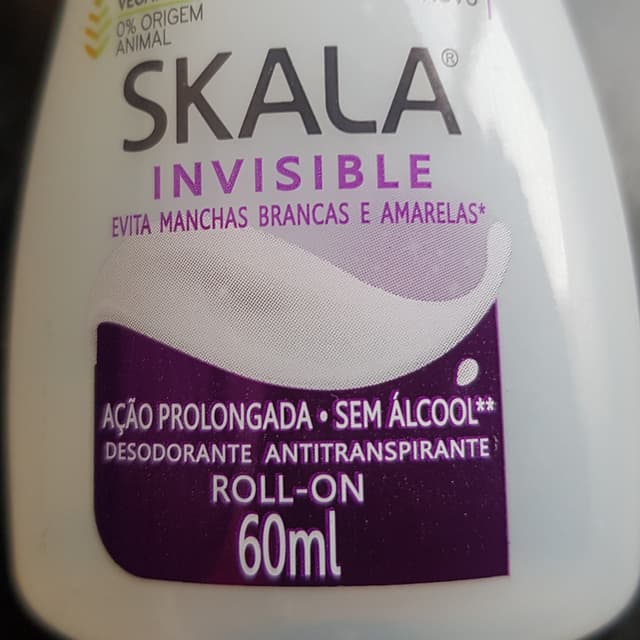 0% ORIGEM
ANIMAL
SKALA®
INVISIBLE
EVITA MANCHAS BRANCAS E AMARELAS*
AÇÃO PROLONGADA • SEM ÁLCOOL**
DESODORANTE ANTITRANSPIRANTE
ROLL-ON
60ml